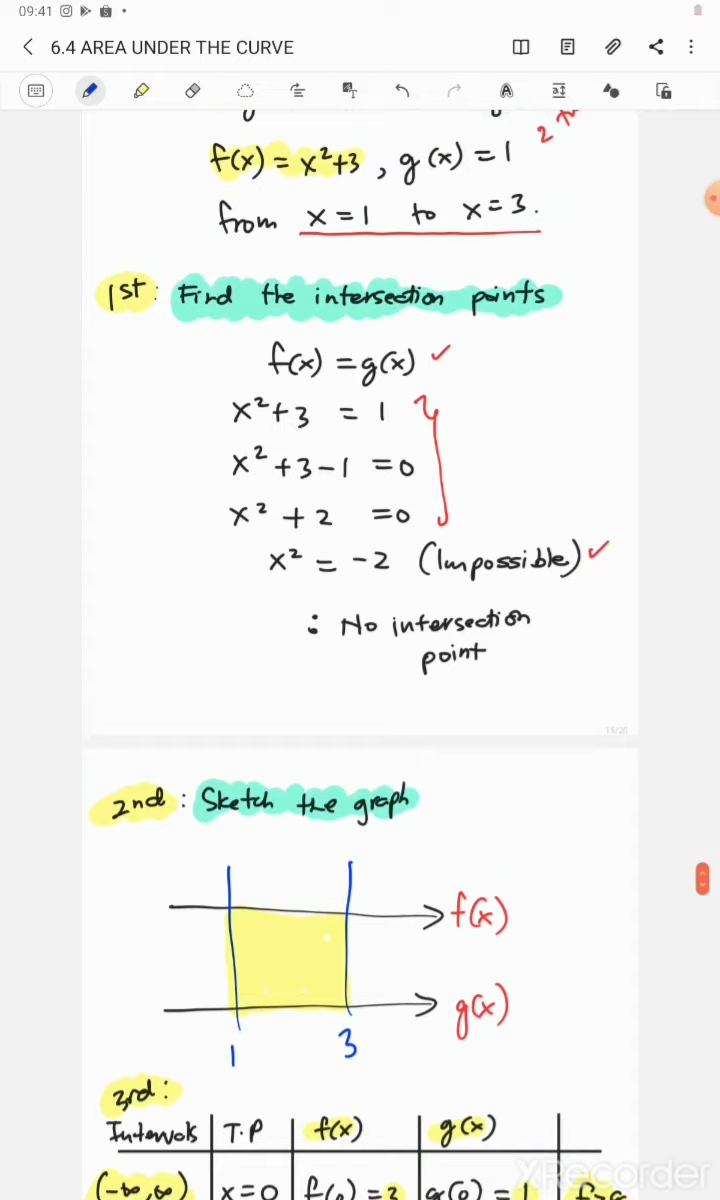 09:41
6.4 AREA UNDER THE CURVE
f(x) = x²+3 , g(x) = 1
from x = 1 to x = 3.
1st : Find the intersection points
f(x) = g(x) ✓
x² + 3 = 1
x² + 3 - 1 = 0
x² + 2 = 0
x² = -2 (Impossible) ✓
: No intersection
point
15/20
2nd : Sketch the graph
f(x)
g(x)
1 3
3rd :
Intervals T.P f(x) g(x)
(-∞,∞) x=0 f(0) = 3 g(0) = 1
XRecorder